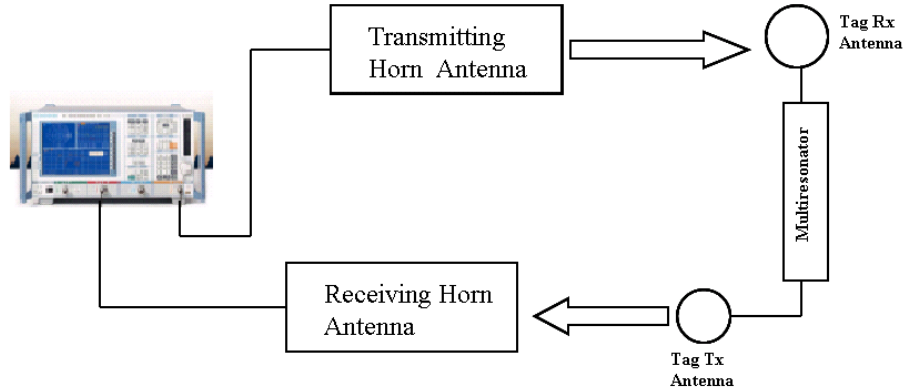 Transmitting
Horn Antenna
Tag Rx
Antenna
Multiresonator
Receiving Horn
Antenna
Tag Tx
Antenna